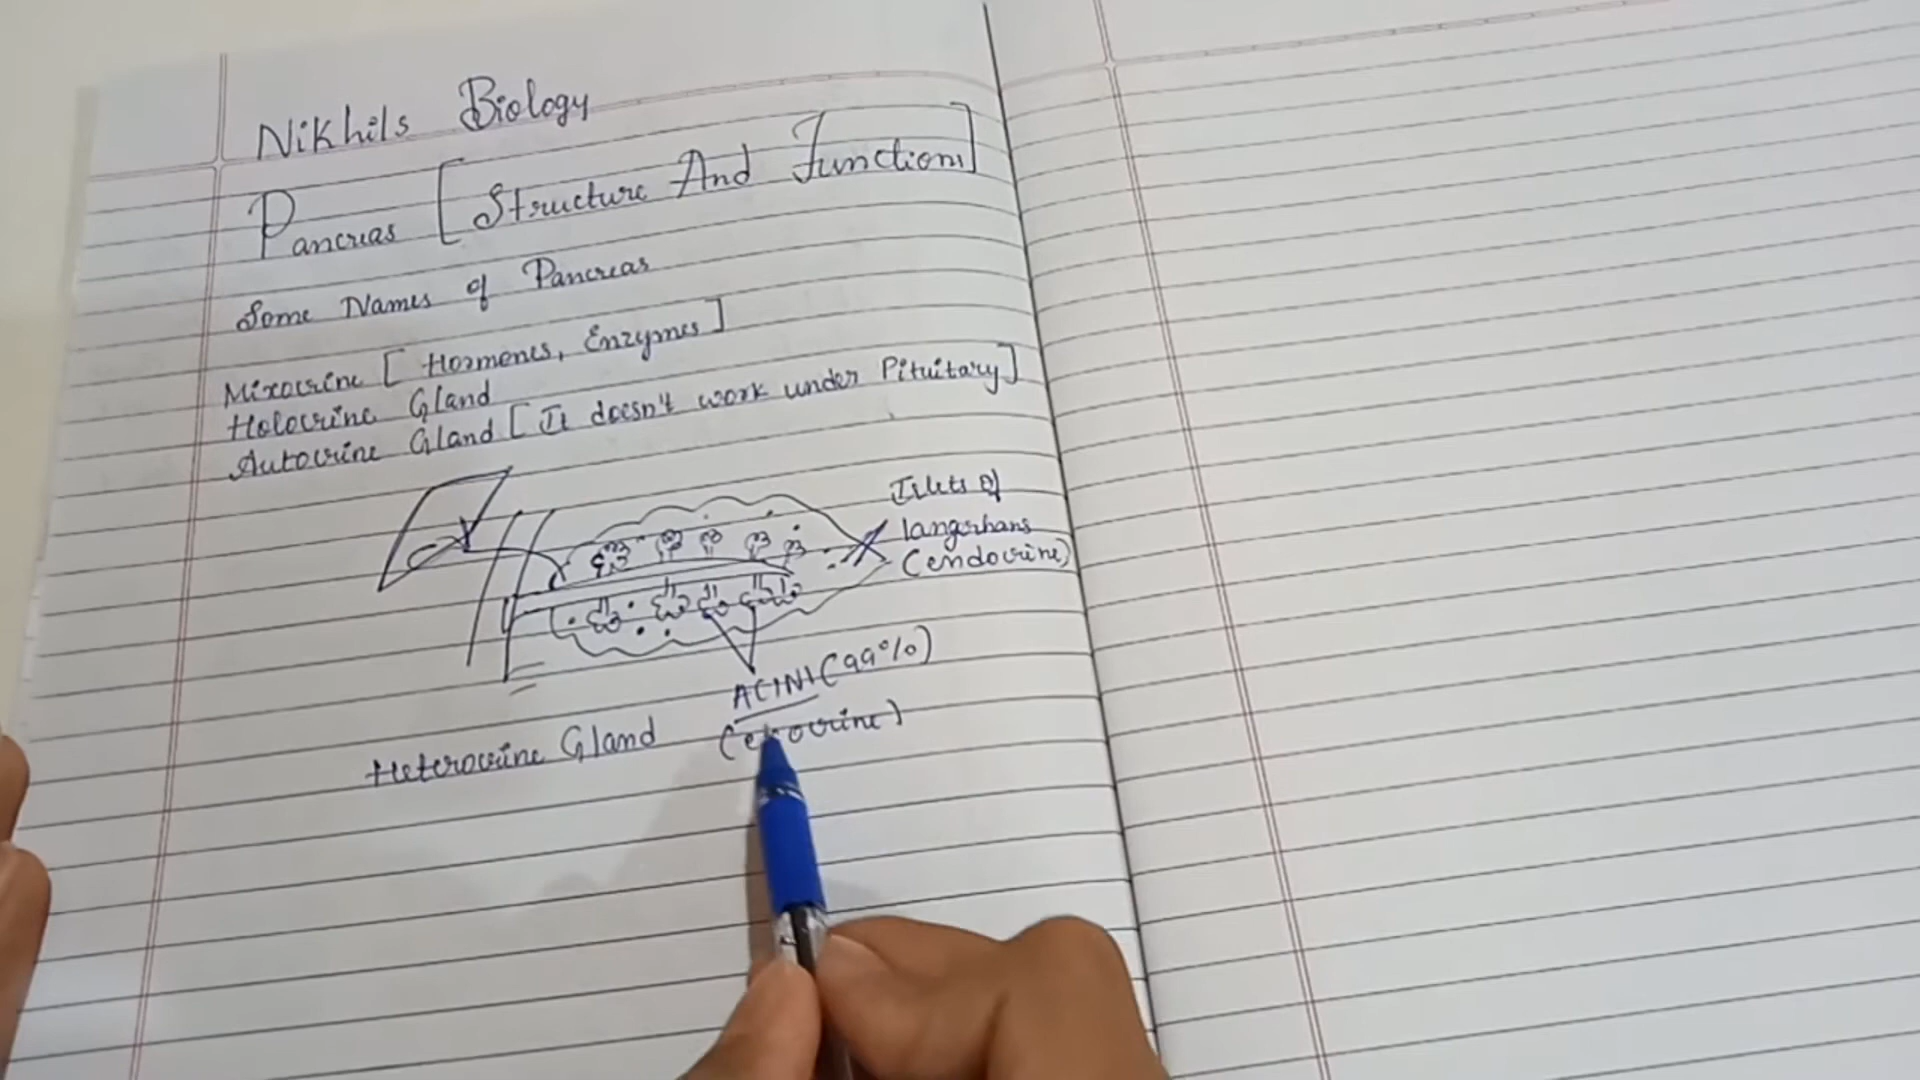 Nikhils Biology
Pancreas [Structure And Function]
Some Names of Pancreas
Mixocrine [Hormones, Enzymes]
Holocrine Gland
Autocrine Gland [It doesn't work under Pituitary]
Islets of
langerhans
(endocrine)
ACINI (99%)
Heterocrine Gland